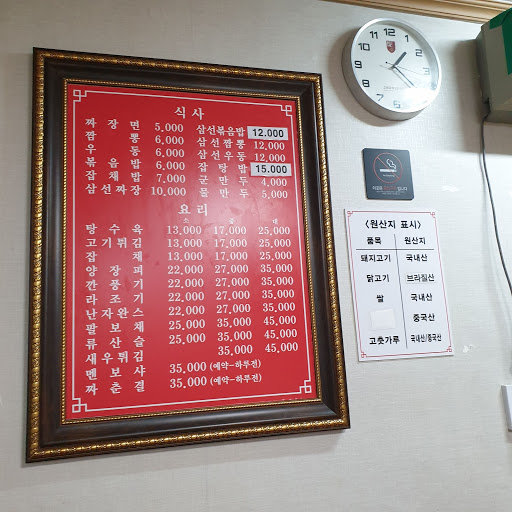 식사
짜장면 5,000 삼선볶음밥 12,000
짬뽕 6,000 삼선짬뽕 12,000
우동 6,000 삼선우동 12,000
볶음밥 6,000 잡탕밥 15,000
잡채밥 7,000 군만두 4,000
삼선짜장 10,000 물만두 5,000
요리
소 중 대
탕수육 13,000 17,000 25,000
고기튀김 13,000 17,000 25,000
잡채 13,000 17,000 25,000
양장피 22,000 27,000 35,000
깐풍기 22,000 27,000 35,000
라조기 22,000 27,000 35,000
난자완스 22,000 27,000 35,000
팔보채 25,000 35,000 45,000
류산슬 25,000 35,000 45,000
새우튀김 35,000 45,000
멘보샤 35,000 (예약-하루전)
짜춘결 35,000 (예약-하루전)
12
1
2
3
4
5
6
7
8
9
10
11
<원산지 표시>
품목 원산지
돼지고기 국내산
닭고기 브라질산
쌀 국내산
중국산
고춧가루 국내산/중국산